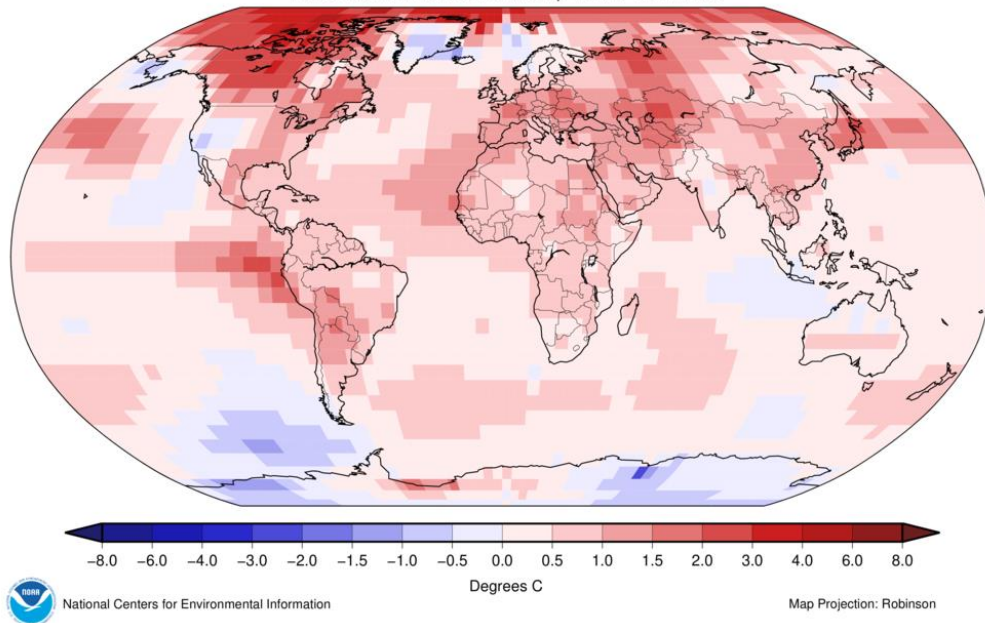 −8.0 −6.0 −4.0 −3.0 −2.0 −1.5 −1.0 −0.5 0.0 0.5 1.0 1.5 2.0 3.0 4.0 6.0 8.0
Degrees C
NOAA
National Centers for Environmental Information
Map Projection: Robinson